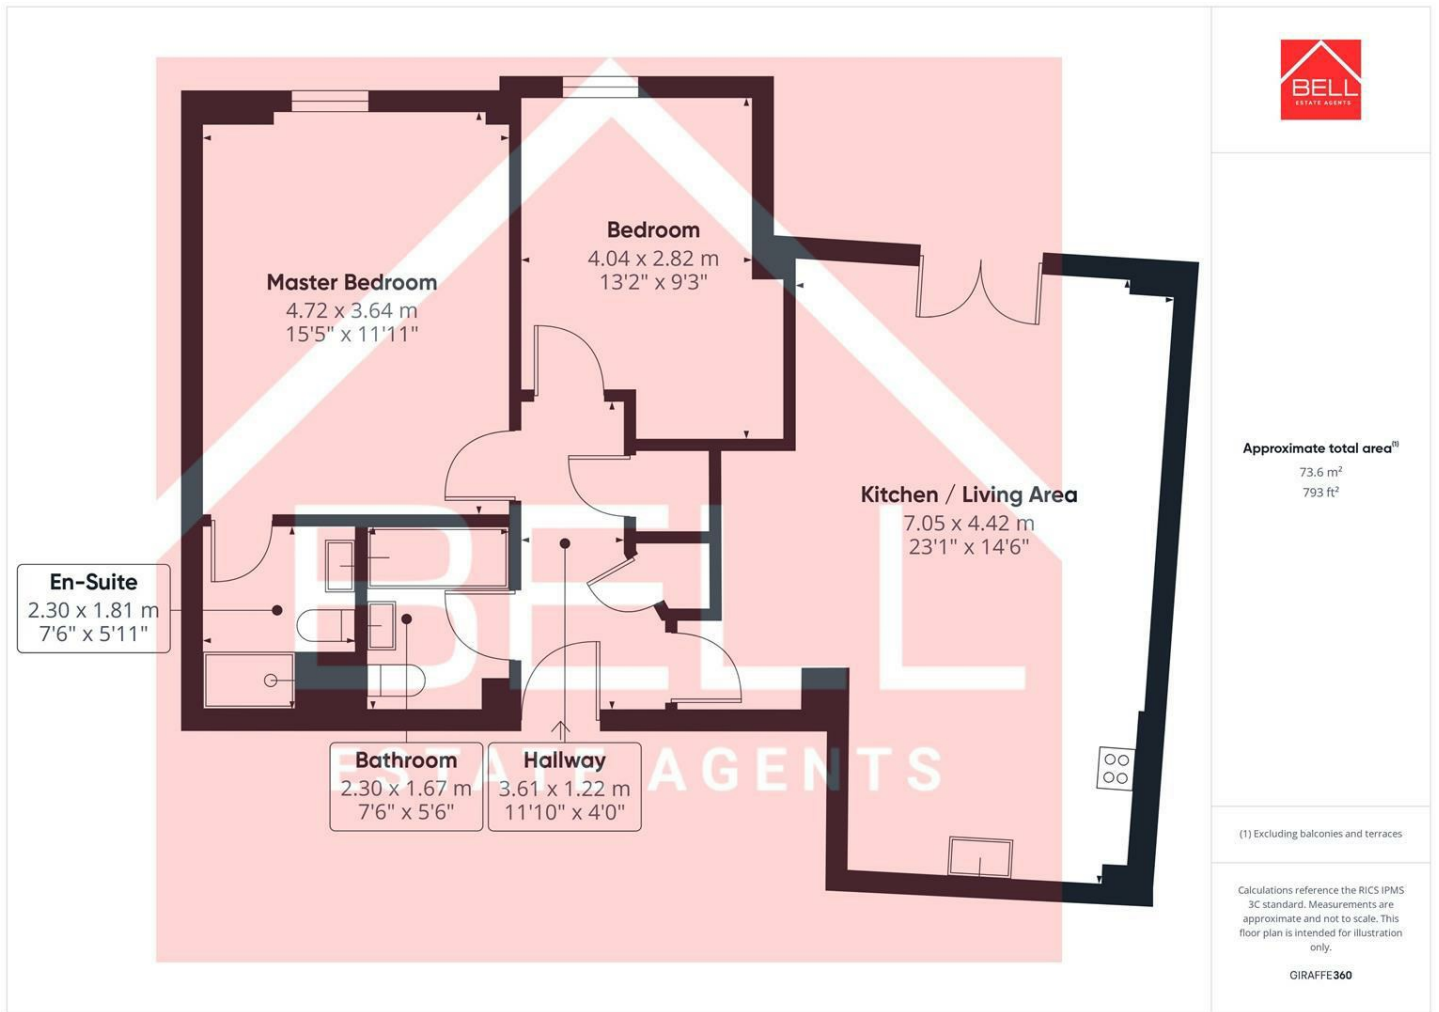 BELL
ESTATE AGENTS
Master Bedroom
4.72 x 3.64 m
15'5" x 11'11"
Bedroom
4.04 x 2.82 m
13'2" x 9'3"
Kitchen / Living Area
7.05 x 4.42 m
23'1" x 14'6"
En-Suite
2.30 x 1.81 m
7'6" x 5'11"
Bathroom
2.30 x 1.67 m
7'6" x 5'6"
Hallway
3.61 x 1.22 m
11'10" x 4'0"
BELL
ESTATE AGENTS
Approximate total area(1)
73.6 m²
793 ft²
(1) Excluding balconies and terraces
Calculations reference the RICS IPMS
3C standard. Measurements are
approximate and not to scale. This
floor plan is intended for illustration
only.
GIRAFFE360